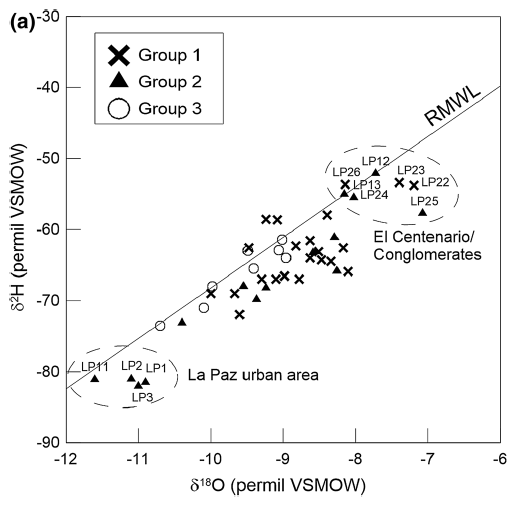 (a)
-30
-40
-50
-60
-70
-80
-90
δ²H (permil VSMOW)
Group 1
Group 2
Group 3
RMWL
LP12
LP26
LP23
LP13
LP22
LP24
LP25
El Centenario/
Conglomerates
LP11
LP2
LP1
LP3
La Paz urban area
-12
-11
-10
-9
-8
-7
-6
δ¹⁸O (permil VSMOW)